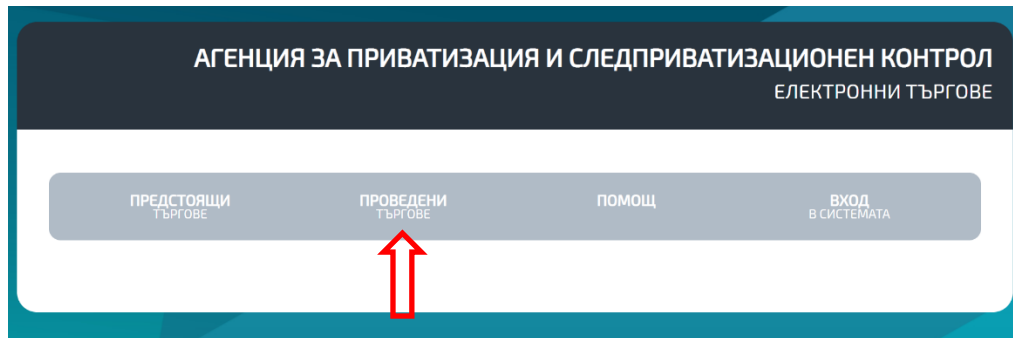 АГЕНЦИЯ ЗА ПРИВАТИЗАЦИЯ И СЛЕДПРИВАТИЗАЦИОНЕН КОНТРОЛ
ЕЛЕКТРОННИ ТЪРГОВЕ
ПРЕДСТОЯЩИ
ТЪРГОВЕ
ПРОВЕДЕНИ
ТЪРГОВЕ
ПОМОЩ
ВХОД
В СИСТЕМАТА